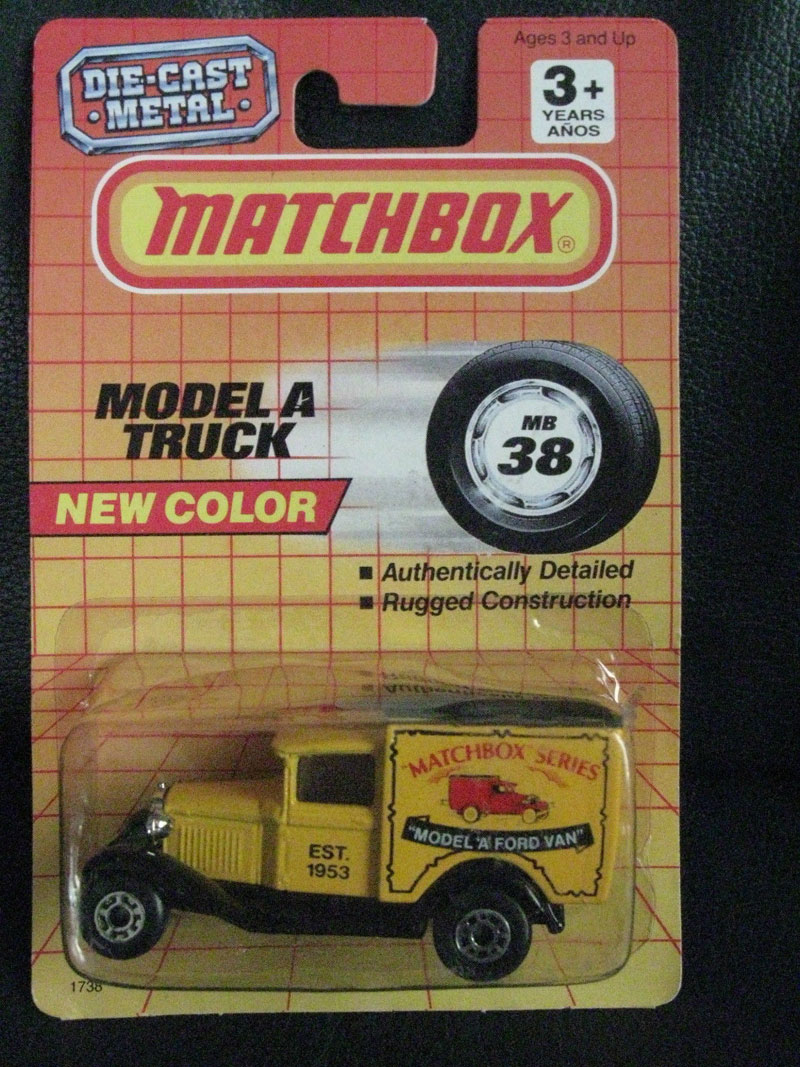 Ages 3 and Up
DIE-CAST
·METAL·
3+
YEARS
AÑOS
MATCHBOX®
MODEL A
TRUCK
MB
38
NEW COLOR
■ Authentically Detailed
■ Rugged Construction
MATCHBOX SERIES
"MODEL 'A' FORD VAN"
EST.
1953
1738